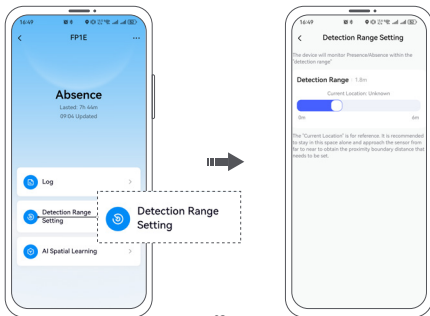 16:49
FP1E
Absence
Lasted: 7h 44m
09:04 Updated
Log
Detection Range
Setting
AI Spatial Learning
Detection Range
Setting
16:49
Detection Range Setting
The device will monitor Presence/Absence within the
"detection range"
Detection Range 1.8m
Current Location: Unknown
0m 6m
The "Current Location" is for reference. It is recommended
to stay in this space alone and approach the sensor from
far to near to obtain the proximity boundary distance that
needs to be set.